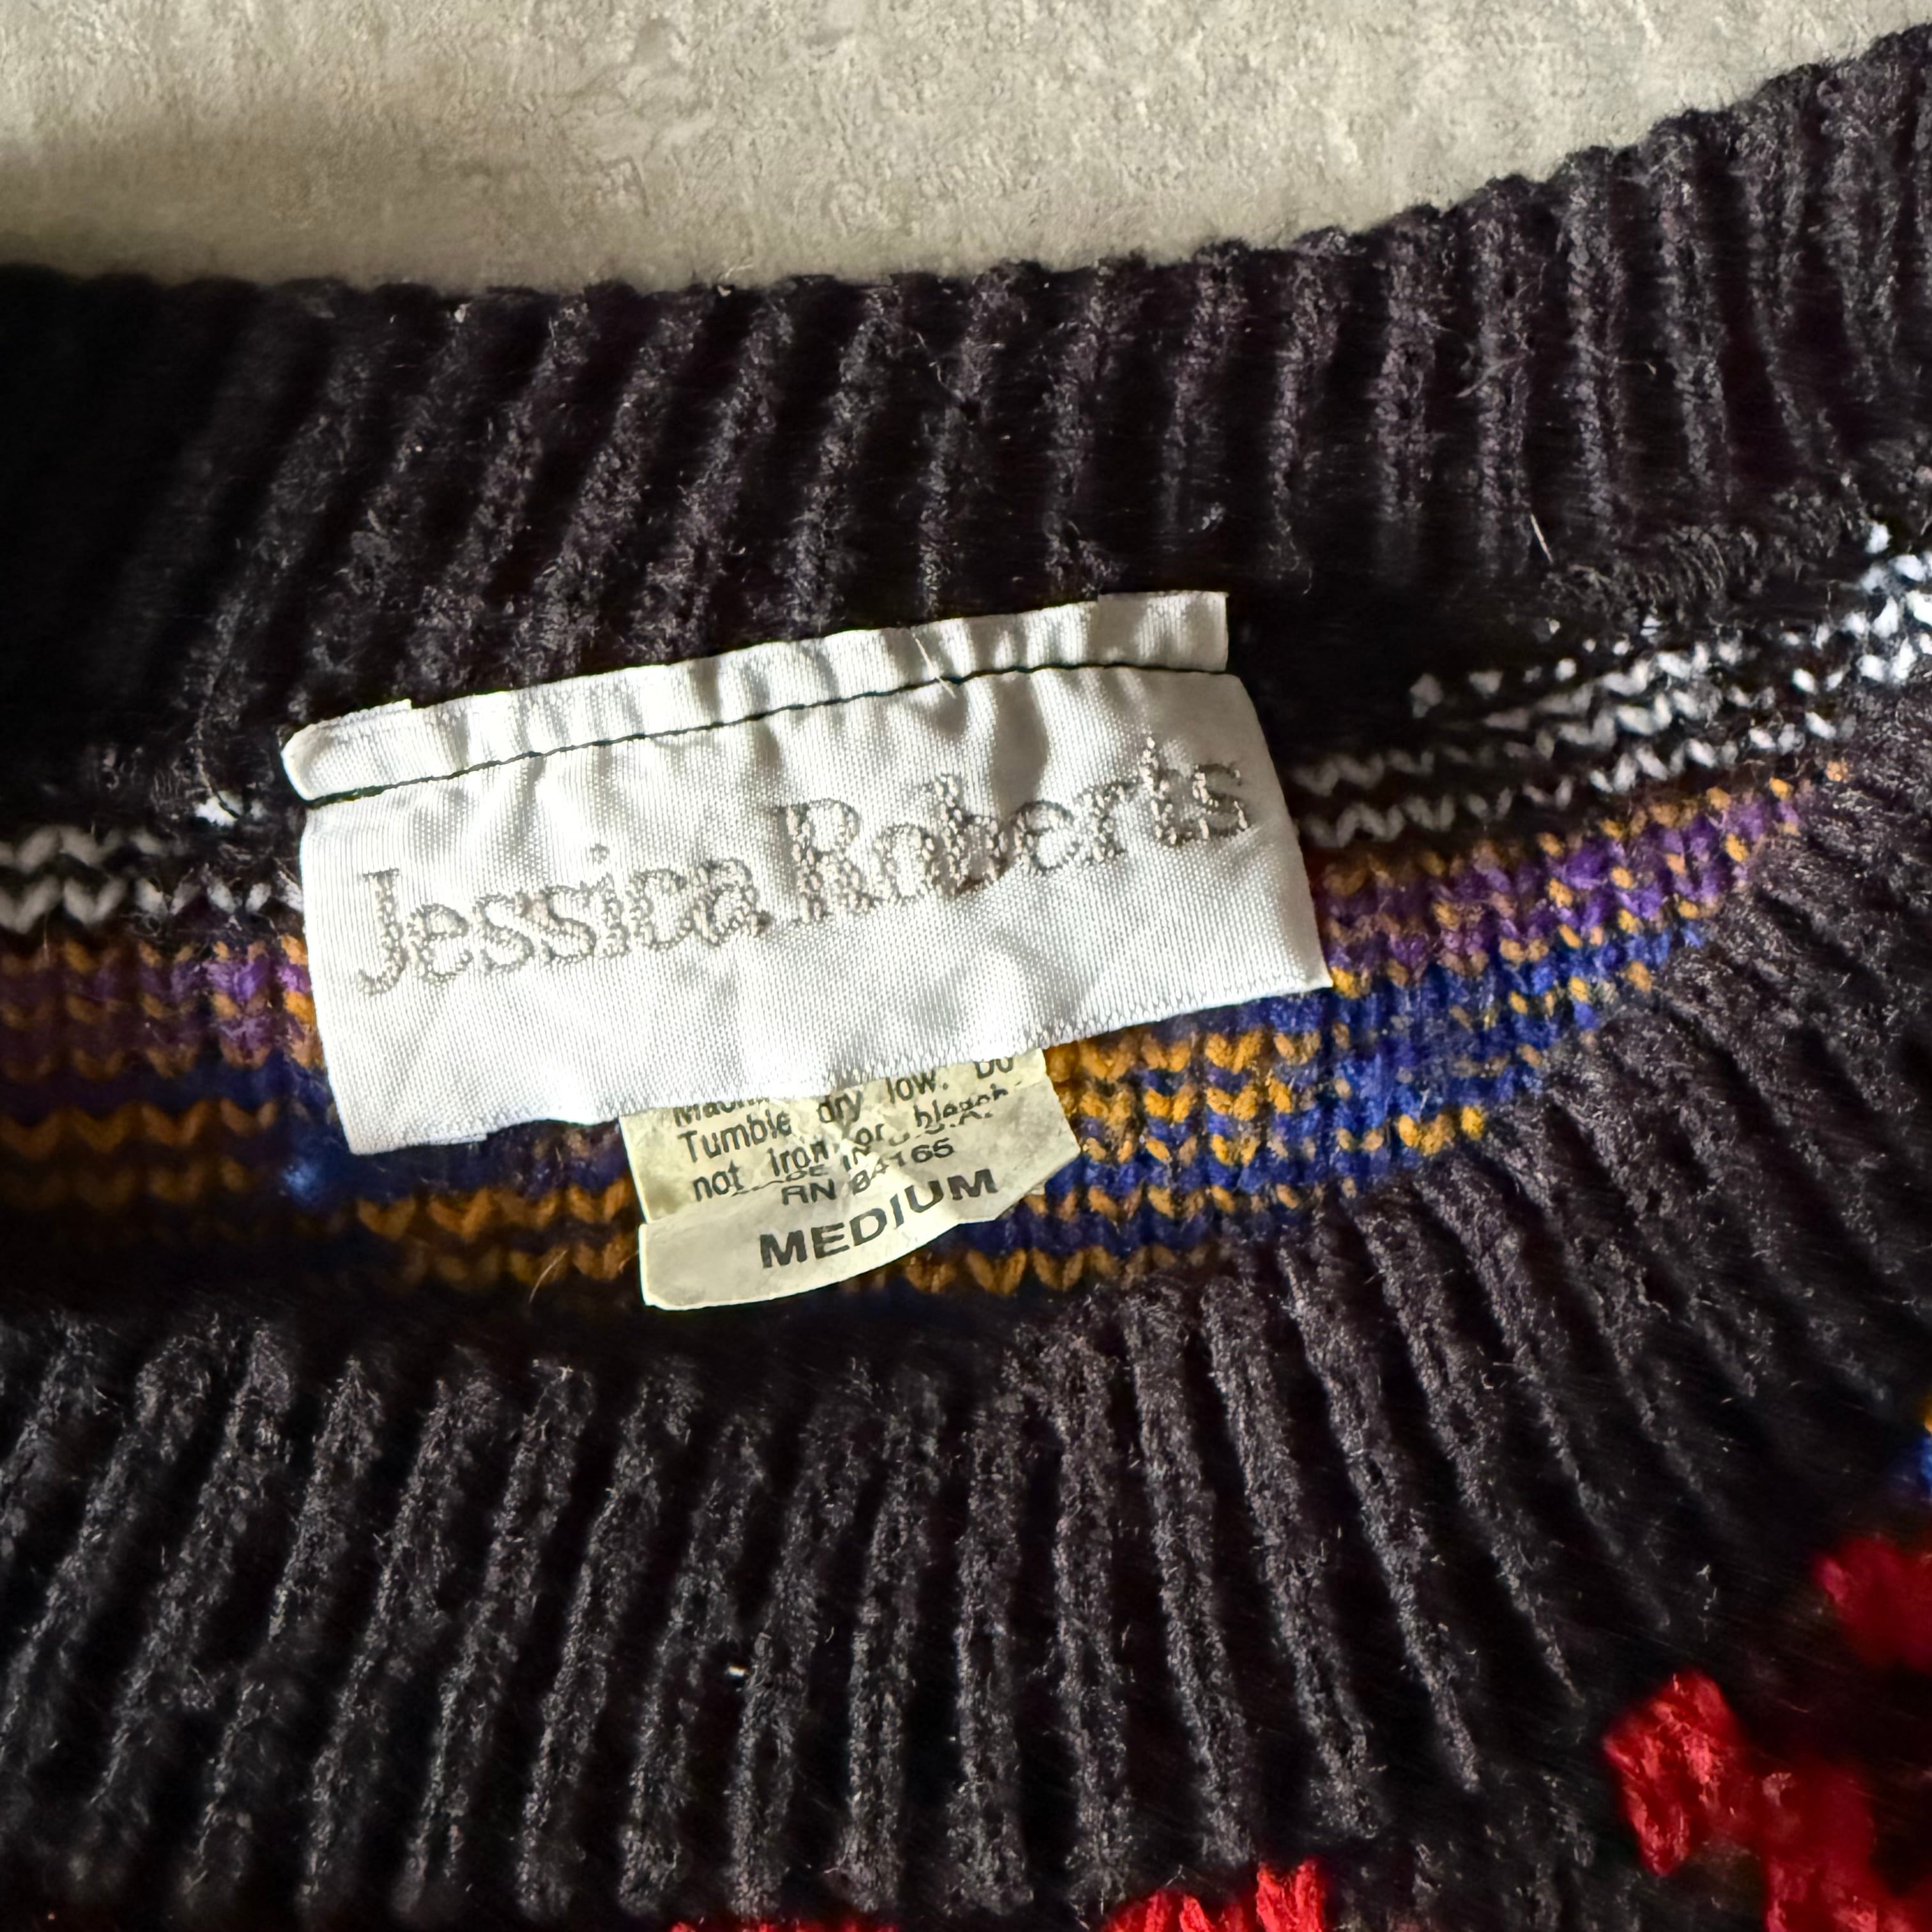 Jessica Roberts
low. Do
Tumble dry
not Iron or bleach.
RN 84165
MEDIUM